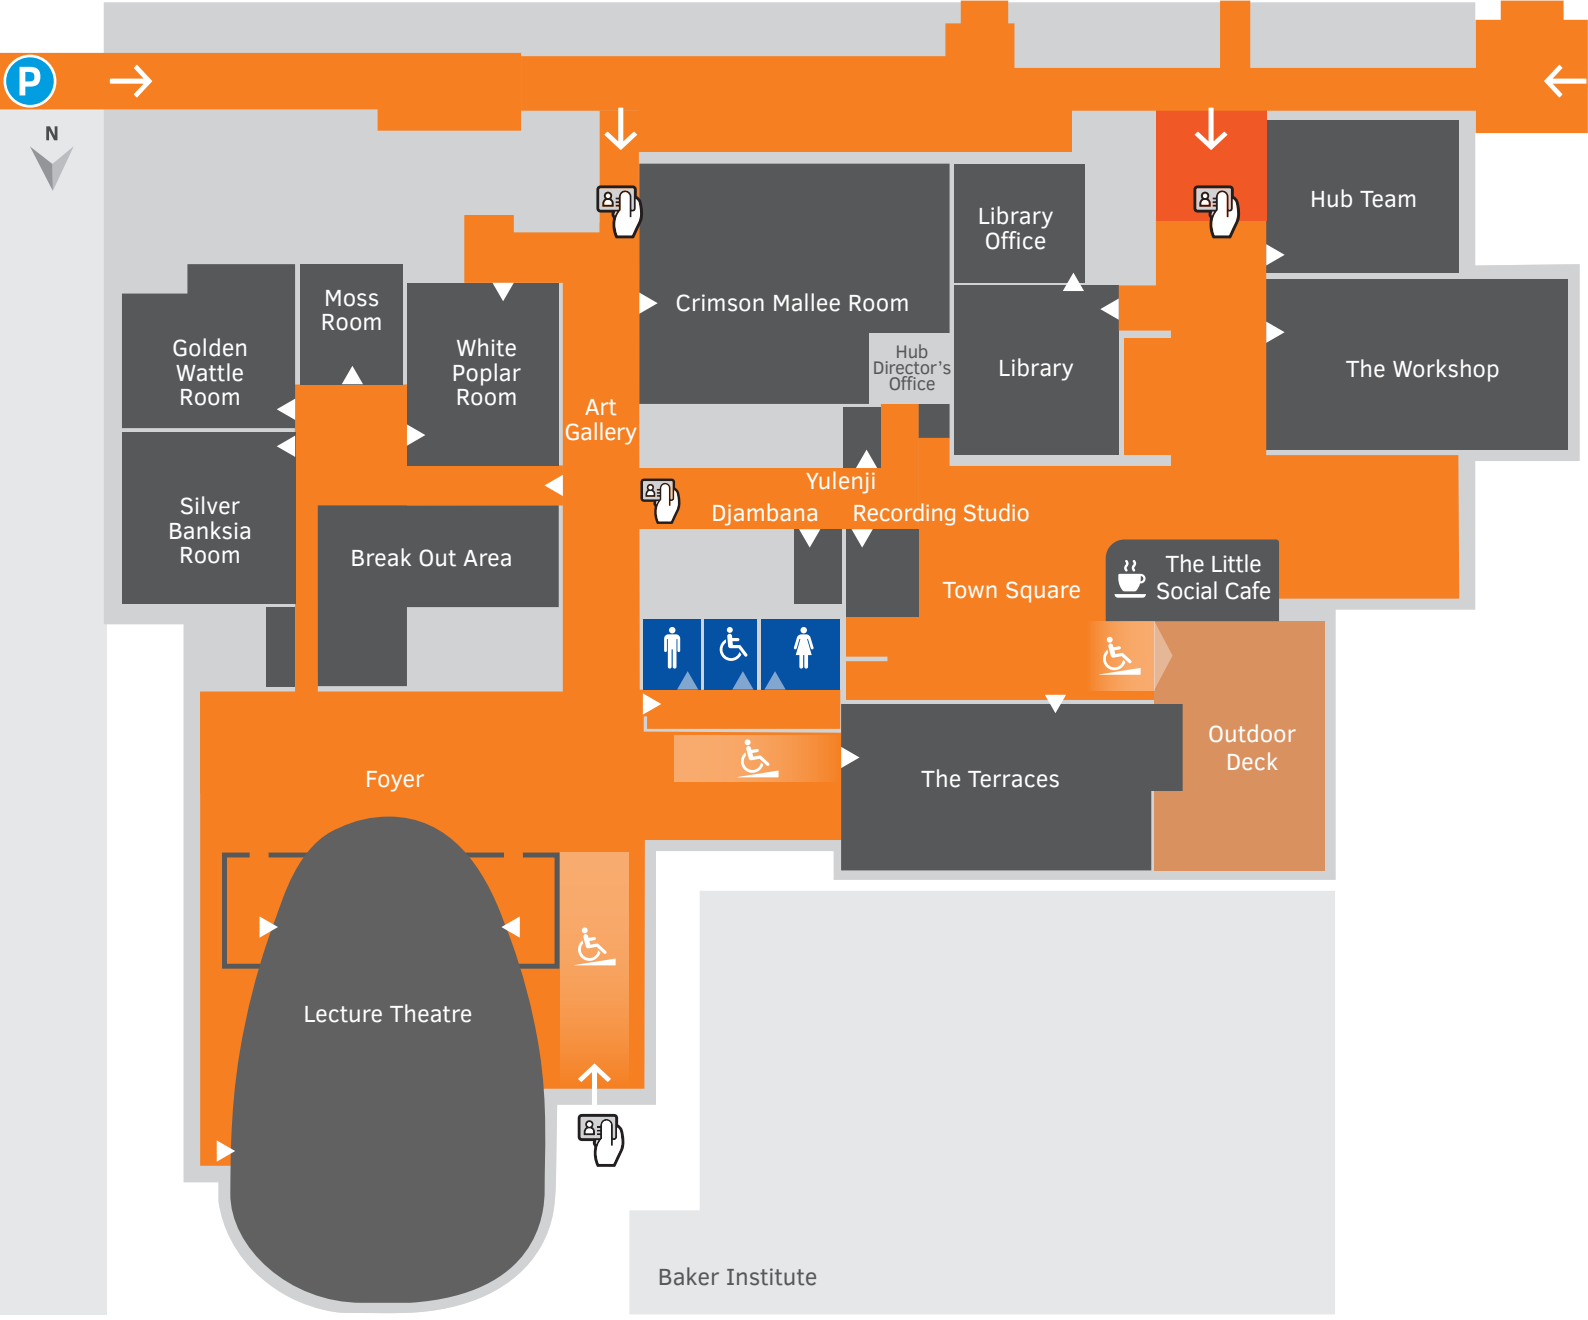 P
N
Hub Team
Library
Office
Moss
Room
Crimson Mallee Room
Golden
Wattle
Room
White
Poplar
Room
Hub
Director's
Office
Library
The Workshop
Art
Gallery
Yulenji
Djambana
Recording Studio
Silver
Banksia
Room
Break Out Area
Town Square
The Little
Social Cafe
Outdoor
Deck
Foyer
The Terraces
Lecture Theatre
Baker Institute